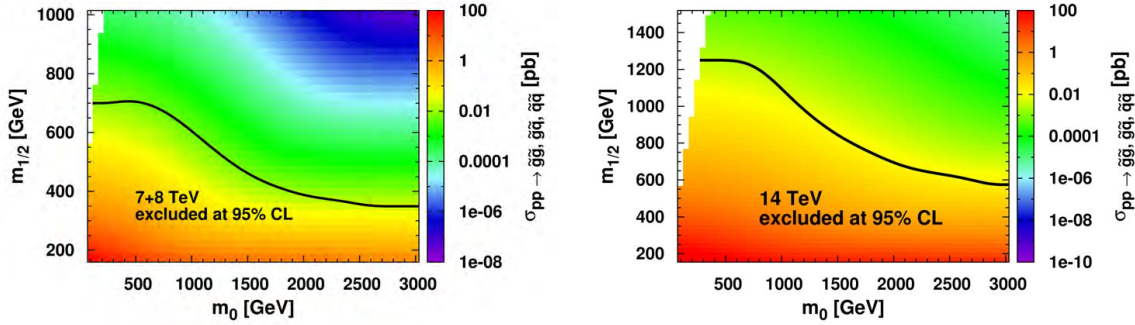 1000
800
600
400
200
m1/2 [GeV]
7+8 TeV
excluded at 95% CL
500 1000 1500 2000 2500 3000
m0 [GeV]
100
1
0.01
0.0001
1e-06
1e-08
σpp → g̃g̃, g̃q̃, q̃q̃ [pb]
1400
1200
1000
800
600
400
200
m1/2 [GeV]
14 TeV
excluded at 95% CL
500 1000 1500 2000 2500 3000
m0 [GeV]
100
1
0.01
0.0001
1e-06
1e-08
1e-10
σpp → g̃g̃, g̃q̃, q̃q̃ [pb]